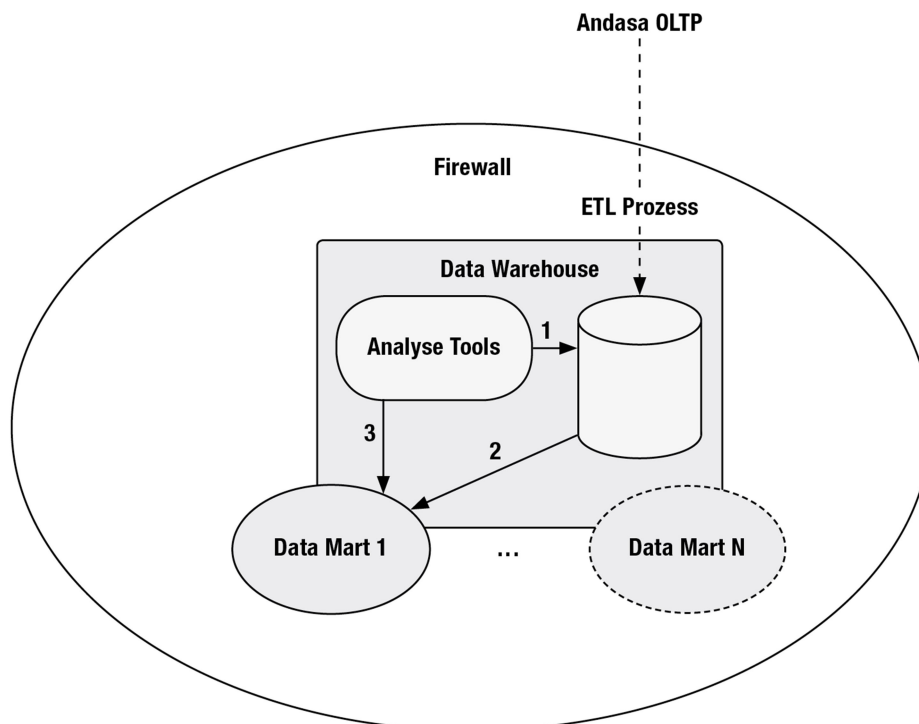 Andasa OLTP
Firewall
ETL Prozess
Data Warehouse
Analyse Tools
1
3
2
Data Mart 1
...
Data Mart N